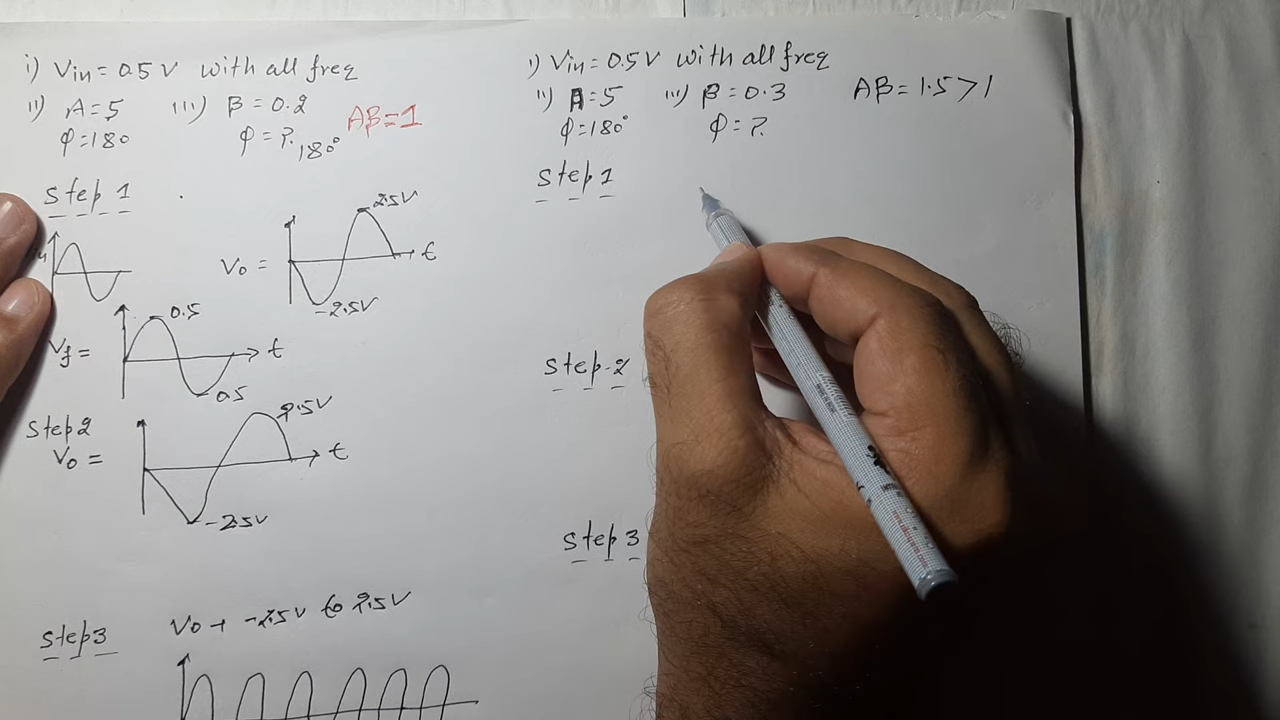 i) Vin = 0.5 V with all freq
ii) A = 5 iii) β = 0.2
φ = 180 φ = ? 180° Aβ = 1
Step 1
Vo =
2.5V
t
-2.5V
Vf =
0.5
t
0.5
Step 2
Vo =
2.5V
t
-2.5V
Step 3
Vo → -2.5V to 2.5V
i) Vin = 0.5 V with all freq
ii) A = 5 iii) β = 0.3 Aβ = 1.5 > 1
φ = 180° φ = ?
Step 1
Step-2
Step 3